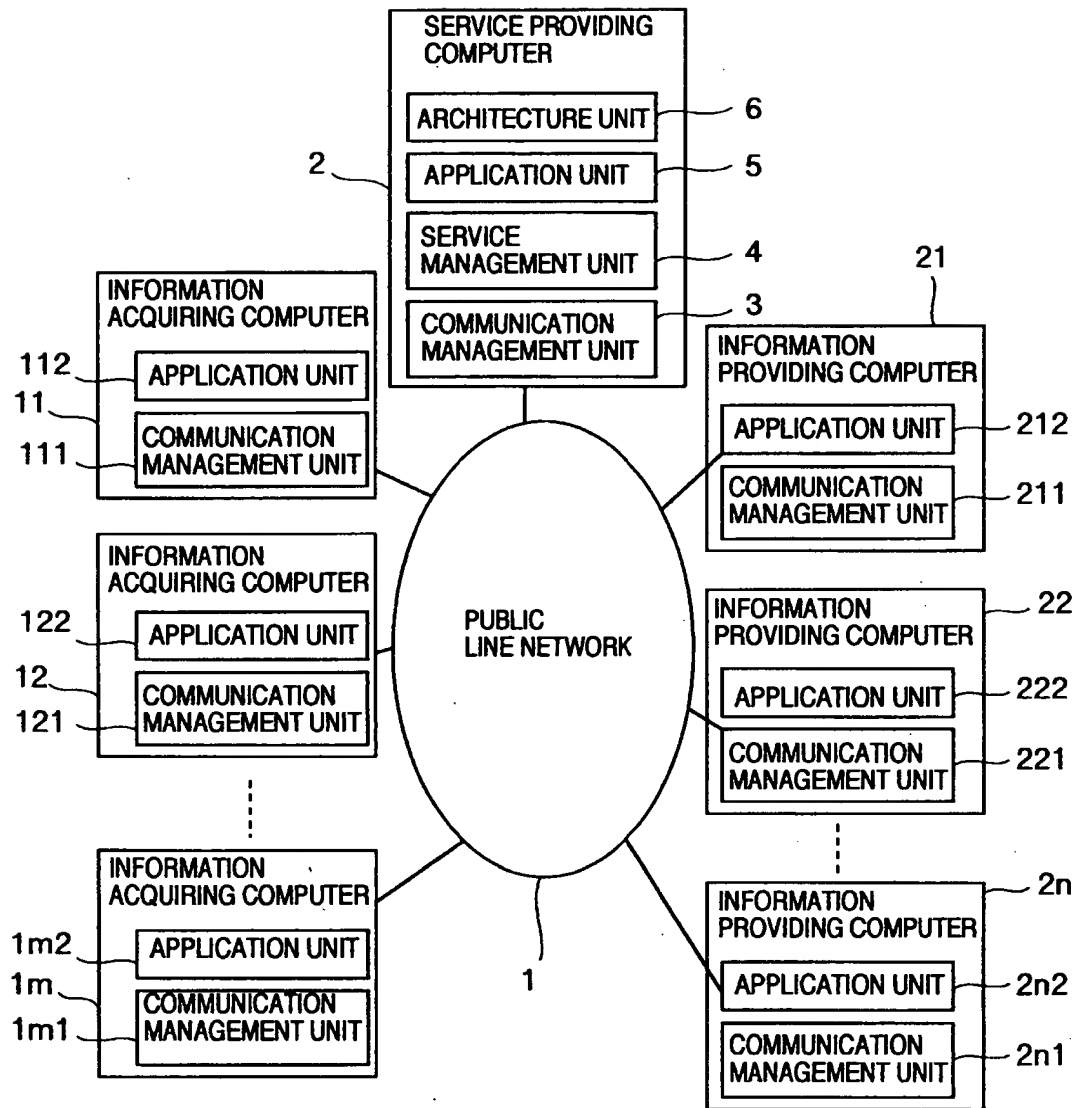 SERVICE PROVIDING
COMPUTER
ARCHITECTURE UNIT
6
2
APPLICATION UNIT
5
SERVICE
MANAGEMENT UNIT
4
COMMUNICATION
MANAGEMENT UNIT
3
INFORMATION
ACQUIRING COMPUTER
112
APPLICATION UNIT
11
COMMUNICATION
MANAGEMENT UNIT
111
21
INFORMATION
PROVIDING COMPUTER
APPLICATION UNIT
212
COMMUNICATION
MANAGEMENT UNIT
211
INFORMATION
ACQUIRING COMPUTER
122
APPLICATION UNIT
12
COMMUNICATION
MANAGEMENT UNIT
121
PUBLIC
LINE NETWORK
INFORMATION
PROVIDING COMPUTER
22
APPLICATION UNIT
222
COMMUNICATION
MANAGEMENT UNIT
221
INFORMATION
ACQUIRING COMPUTER
1m2
APPLICATION UNIT
1m
COMMUNICATION
MANAGEMENT UNIT
1m1
1
INFORMATION
PROVIDING COMPUTER
2n
APPLICATION UNIT
2n2
COMMUNICATION
MANAGEMENT UNIT
2n1